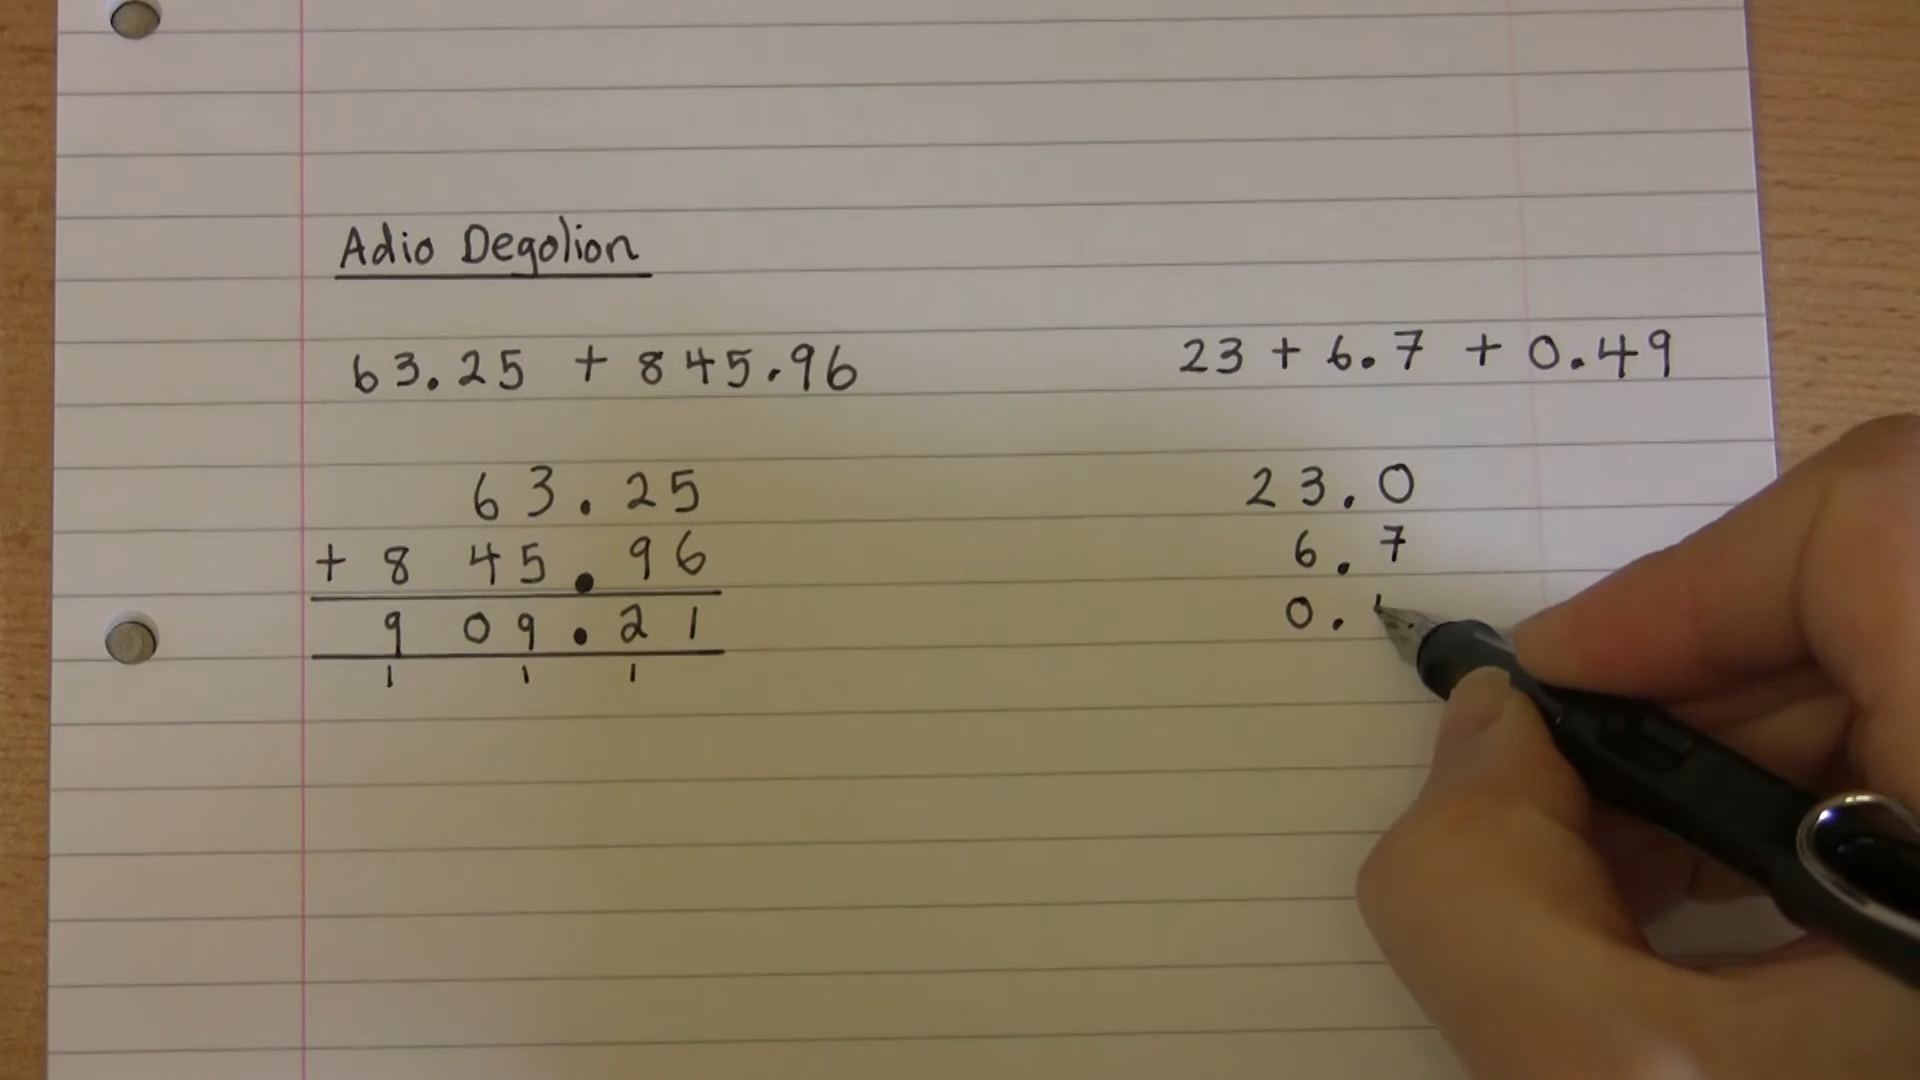 Adio Degolion
63.25 + 845.96
63.25
+ 845.96
909.21
1 1 1
23 + 6.7 + 0.49
23.0
6.7
0.